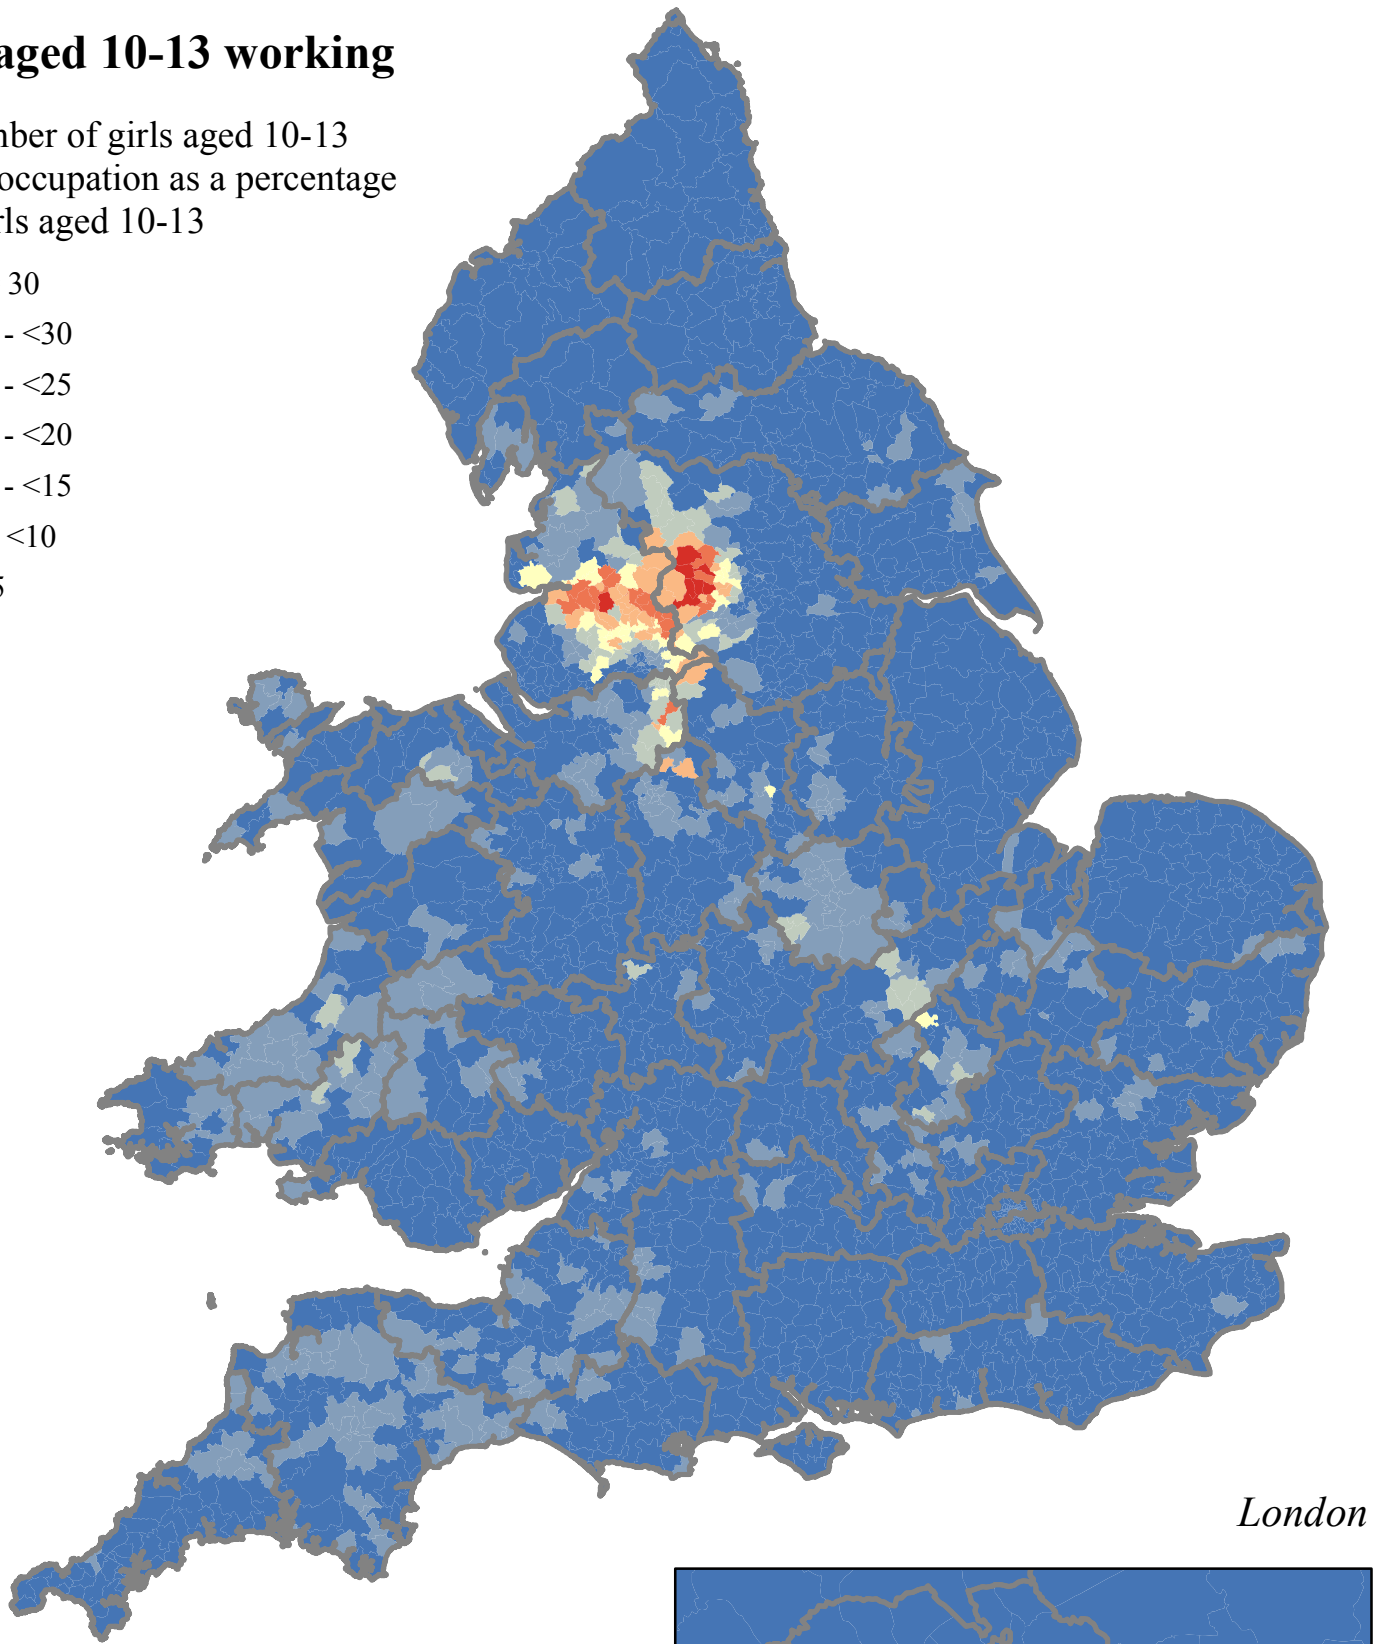 aged 10-13 working
nber of girls aged 10-13
occupation as a percentage
rls aged 10-13
30
- <30
- <25
- <20
- <15
<10
5
London